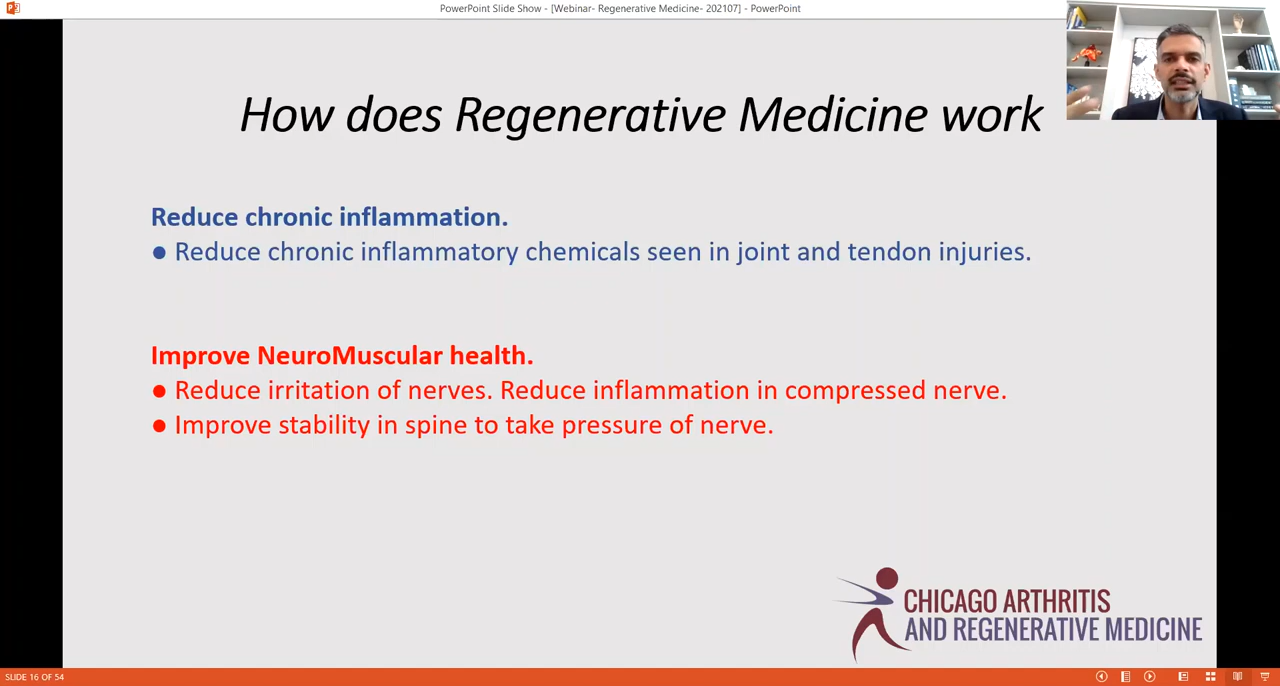 PowerPoint Slide Show - [Webinar- Regenerative Medicine- 202107] - PowerPoint
How does Regenerative Medicine work
Reduce chronic inflammation.
● Reduce chronic inflammatory chemicals seen in joint and tendon injuries.
Improve NeuroMuscular health.
● Reduce irritation of nerves. Reduce inflammation in compressed nerve.
● Improve stability in spine to take pressure of nerve.
CHICAGO ARTHRITIS
AND REGENERATIVE MEDICINE
SLIDE 16 OF 54